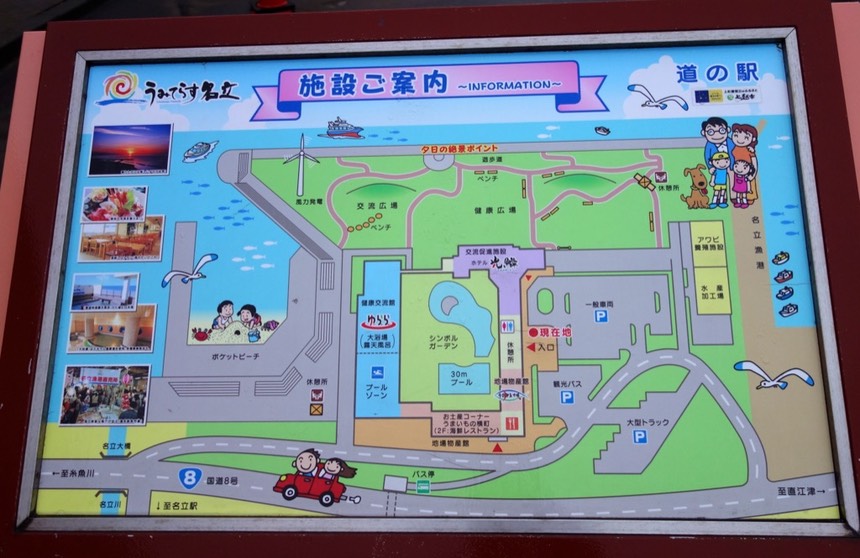 うみてらす名立
施設ご案内 ～INFORMATION～
道の駅
夕日の絶景ポイント
遊歩道
ベンチ
風力発電
交流広場
ベンチ
健康広場
休憩所
名立漁港
アワビ
養殖施設
水産
加工場
交流促進施設
ホテル 光鱗
健康交流館
ゆらら
大浴場
露天風呂
プール
ゾーン
シンボル
ガーデン
30m
プール
休憩所
●現在地
◀入口
一般車両
P
地場物産館
観光バス
P
大型トラック
P
ポケットビーチ
休憩所
お土産コーナー
うまいもの横町
(2F:海鮮レストラン)
地場物産館
名立大橋
←至糸魚川
8
国道8号
名立川
↓至名立駅
バス停
至直江津→